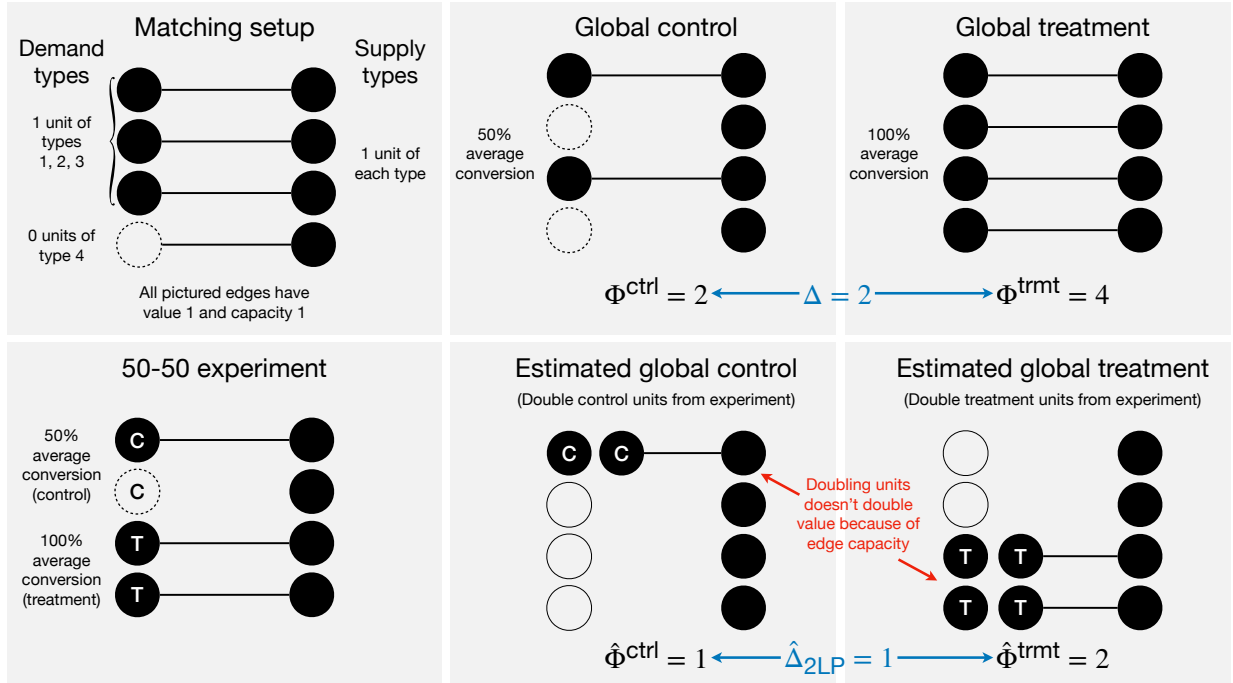 Matching setup
Demand
types
Supply
types
1 unit of
types
1, 2, 3
1 unit of
each type
0 units of
type 4
All pictured edges have
value 1 and capacity 1
Global control
50%
average
conversion
Φctrl = 2
Δ = 2
Global treatment
100%
average
conversion
Φtrmt = 4
50-50 experiment
50%
average
conversion
(control)
C
C
100%
average
conversion
(treatment)
T
T
Estimated global control
(Double control units from experiment)
C C
Doubling units
doesn't double
value because of
edge capacity
Φ̂ctrl = 1
Δ̂2LP = 1
Estimated global treatment
(Double treatment units from experiment)
T T
T T
Φ̂trmt = 2